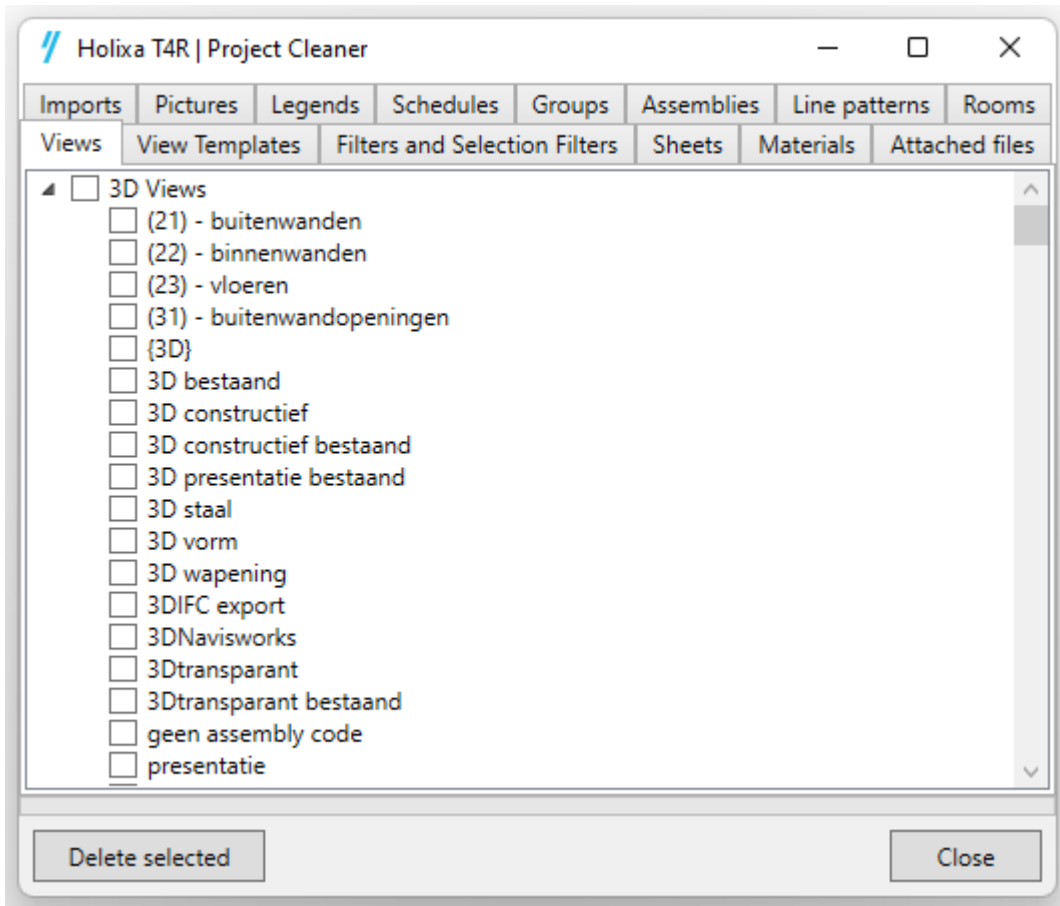 Holixa T4R | Project Cleaner
Imports Pictures Legends Schedules Groups Assemblies Line patterns Rooms
Views View Templates Filters and Selection Filters Sheets Materials Attached files
3D Views
(21) - buitenwanden
(22) - binnenwanden
(23) - vloeren
(31) - buitenwandopeningen
{3D}
3D bestaand
3D constructief
3D constructief bestaand
3D presentatie bestaand
3D staal
3D vorm
3D wapening
3DIFC export
3DNavisworks
3Dtransparant
3Dtransparant bestaand
geen assembly code
presentatie
Delete selected Close